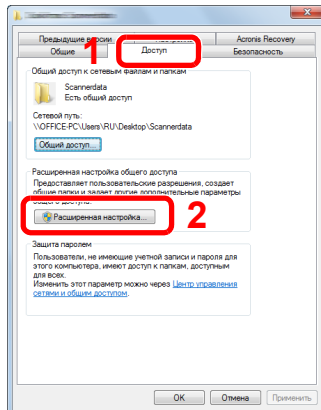 Предыдущие версии
Acronis Recovery
Общие
Доступ
Безопасность
1
Общий доступ к сетевым файлам и папкам
Scannerdata
Есть общий доступ
Сетевой путь:
\\OFFICE-PC\Users\RU\Desktop\Scannerdata
Общий доступ...
Расширенная настройка общего доступа
Предоставляет пользовательские разрешения, создает
общие папки и задает другие дополнительные параметры
общего доступа.
Расширенная настройка...
2
Защита паролем
Пользователи, не имеющие учетной записи и пароля для
этого компьютера, имеют доступ к папкам, доступным
для всех.
Изменить этот параметр можно через Центр управления
сетями и общим доступом.
OK
Отмена
Применить